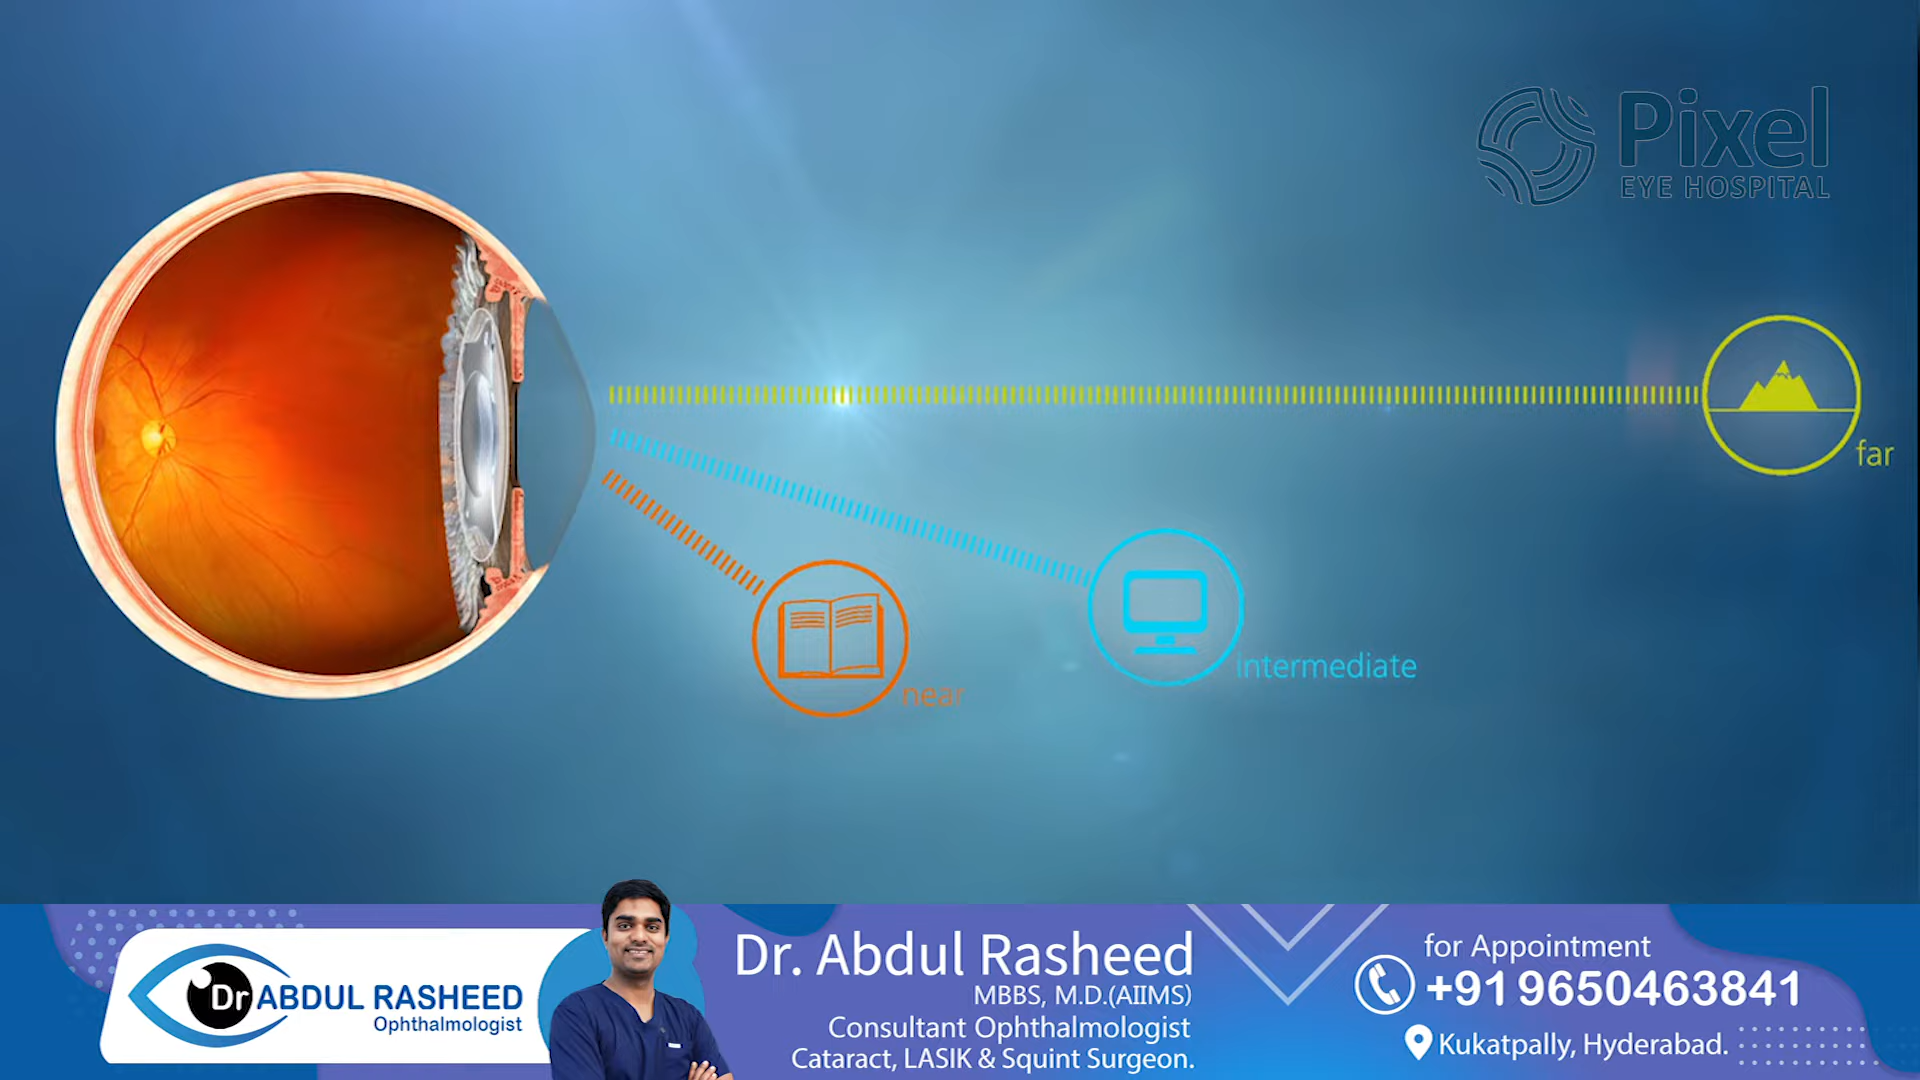 Pixel
EYE HOSPITAL
far
intermediate
near
Dr ABDUL RASHEED
Ophthalmologist
Dr. Abdul Rasheed
MBBS, M.D.(AIIMS)
Consultant Ophthalmologist
Cataract, LASIK & Squint Surgeon.
for Appointment
+91 9650463841
Kukatpally, Hyderabad.